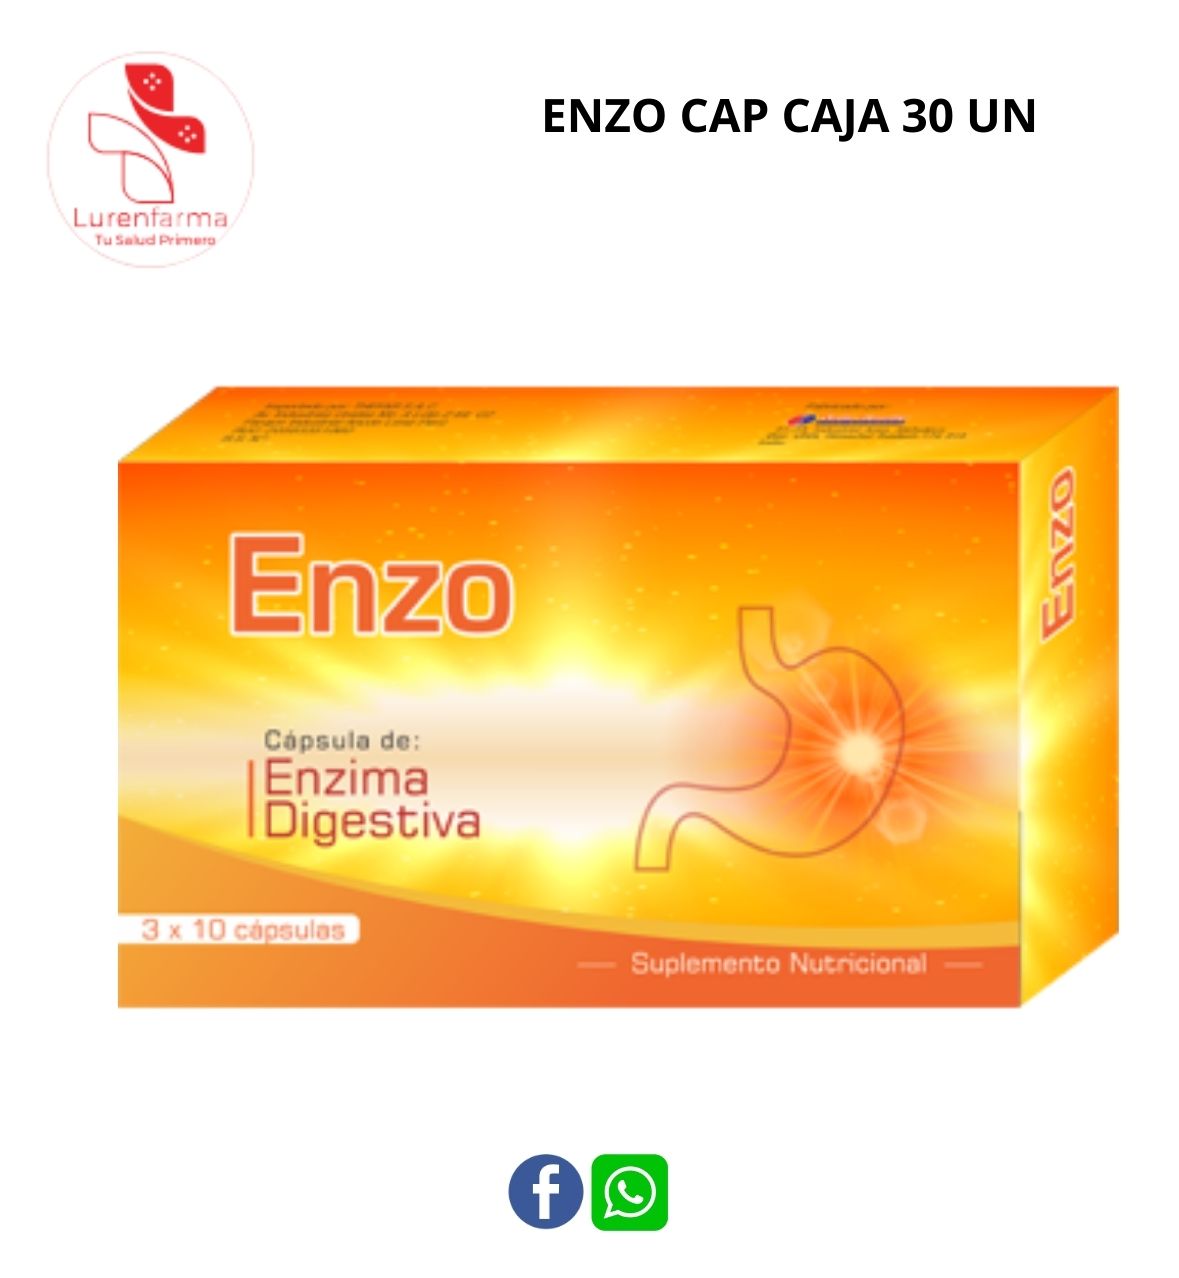 Lurenfarma
Tu Salud Primero
ENZO CAP CAJA 30 UN
Enzo
Enzo
Cápsula de:
Enzima
Digestiva
3 x 10 cápsulas
Suplemento Nutricional